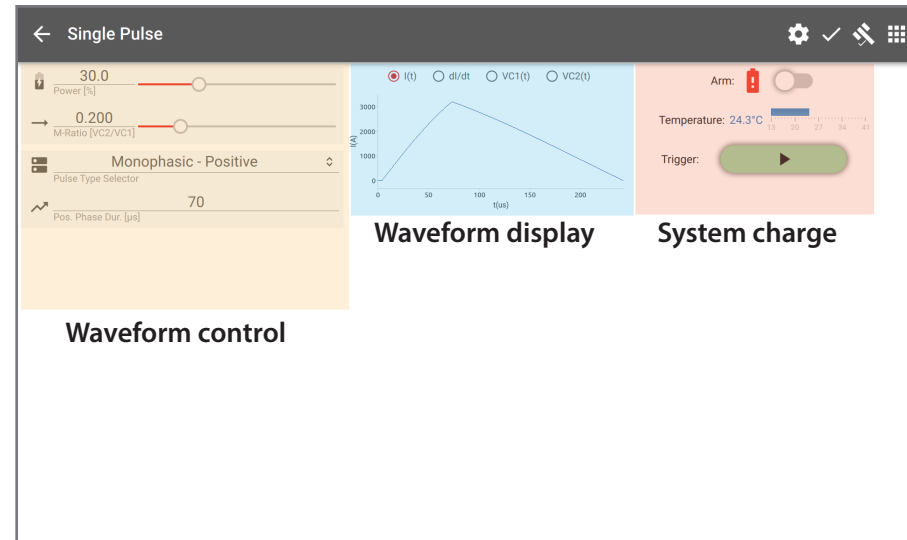 Single Pulse
30.0
Power [%]
0.200
M-Ratio [VC2/VC1]
Monophasic - Positive
Pulse Type Selector
70
Pos. Phase Dur. [µs]
Waveform control
I(t) dI/dt VC1(t) VC2(t)
3000
2000
1000
0
I(A)
0 50 100 150 200
t(us)
Waveform display
Arm:
Temperature: 24.3°C
13 20 27 34 41
Trigger:
System charge